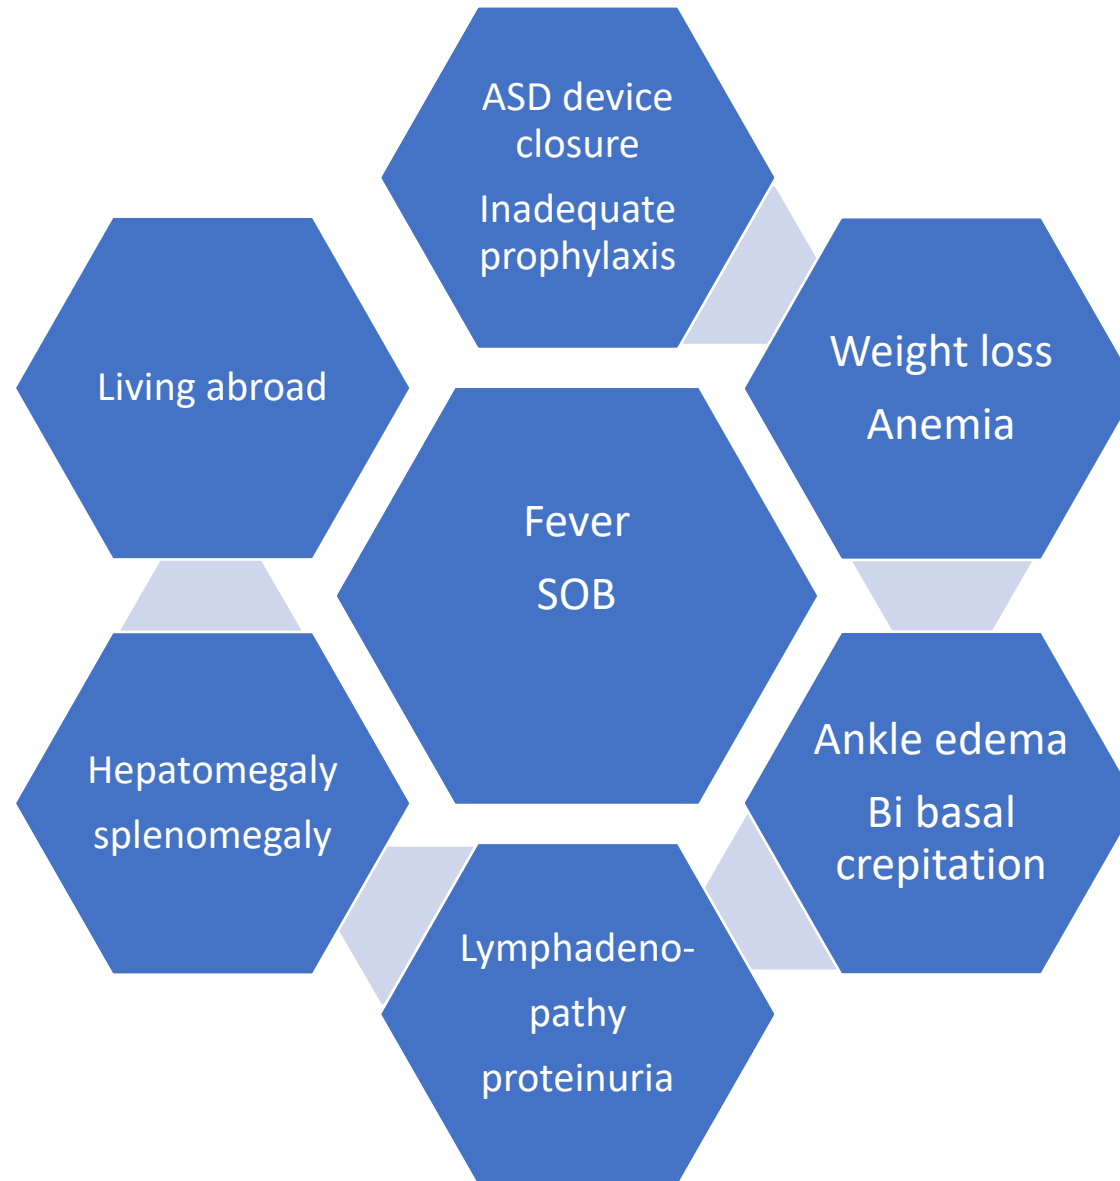 ASD device
closure
Inadequate
prophylaxis
Weight loss
Anemia
Ankle edema
Bi basal
crepitation
Lymphadeno-
pathy
proteinuria
Hepatomegaly
splenomegaly
Living abroad
Fever
SOB